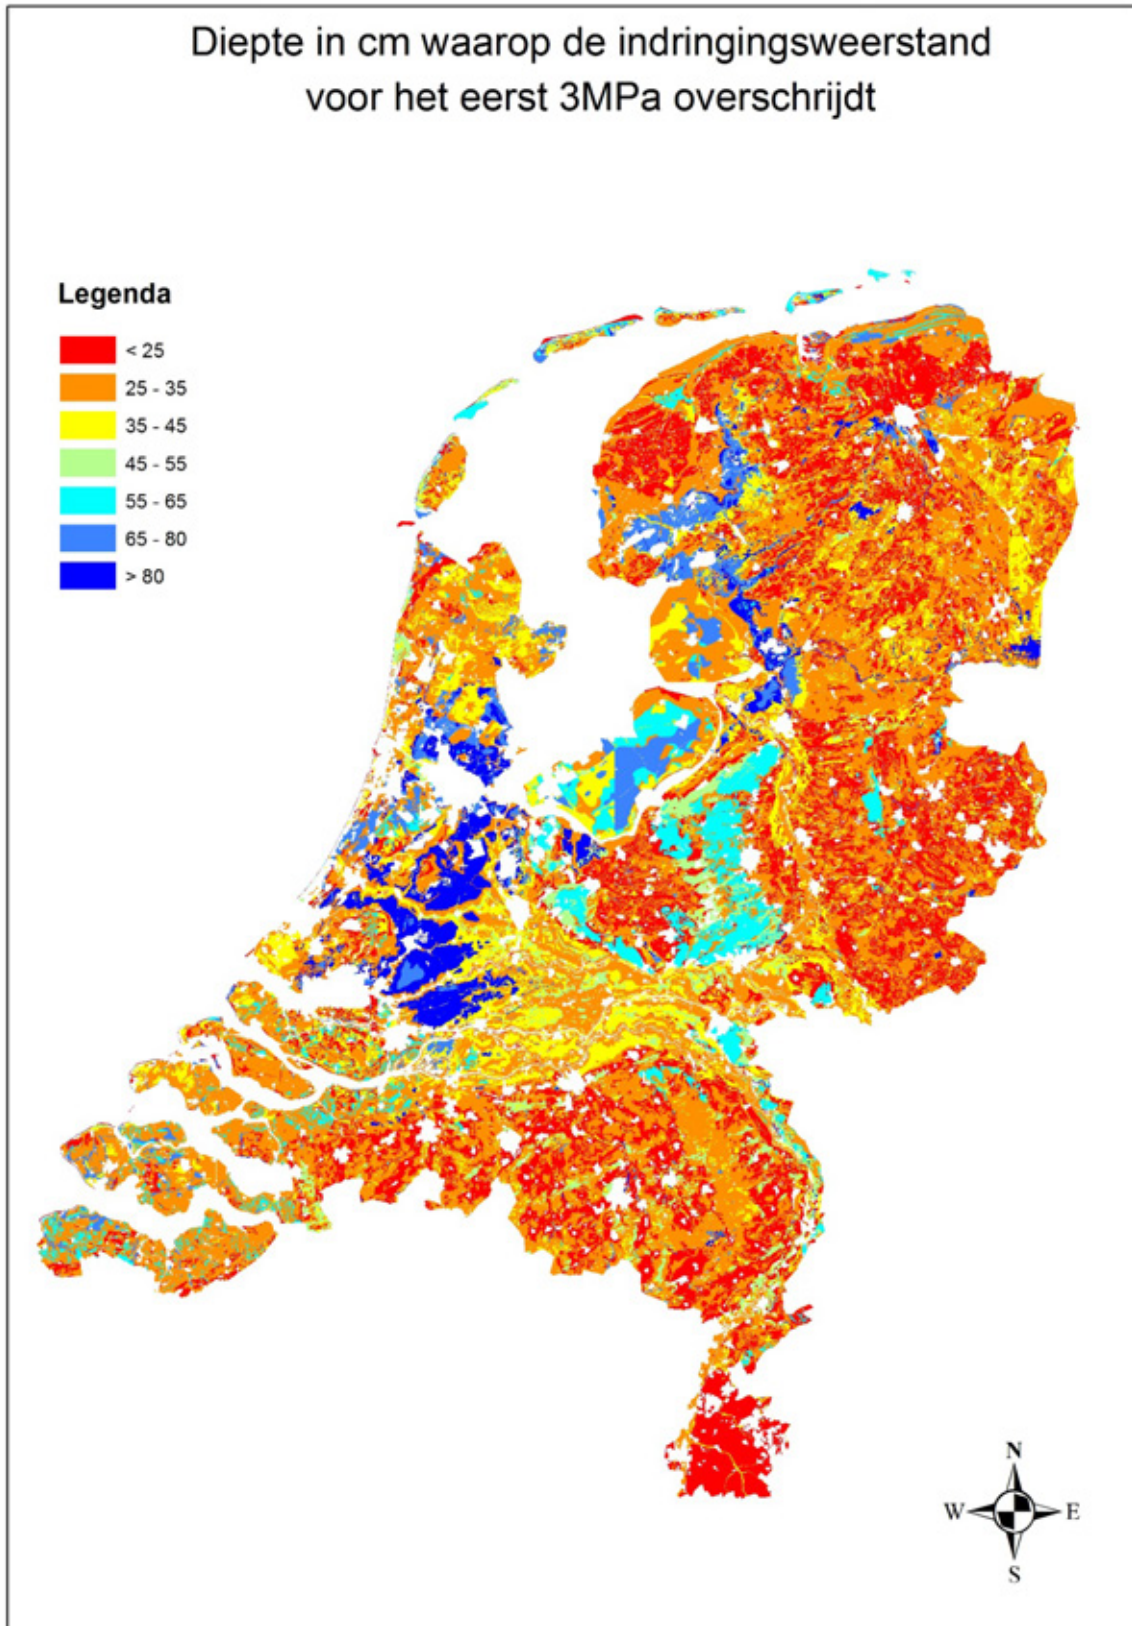 Diepte in cm waarop de indringingsweerstand
voor het eerst 3MPa overschrijdt
Legenda
< 25
25 - 35
35 - 45
45 - 55
55 - 65
65 - 80
> 80
N
W E
S